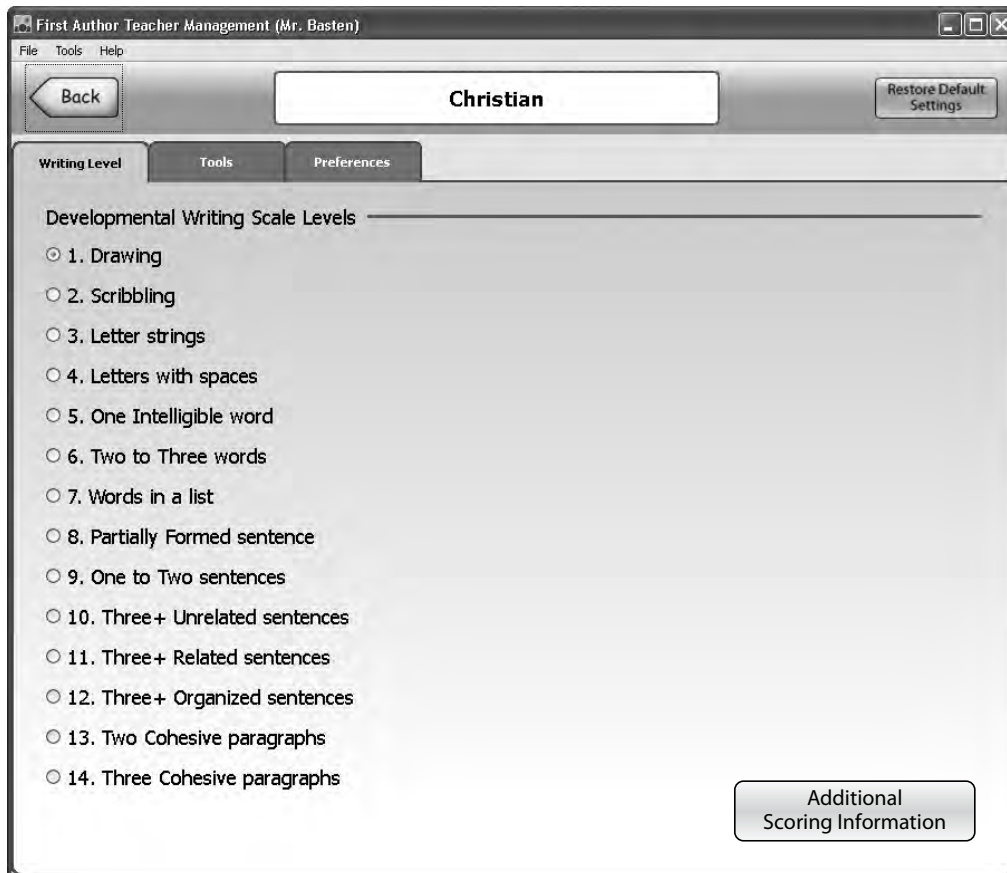 First Author Teacher Management (Mr. Basten)
File Tools Help
Back
Christian
Restore Default
Settings
Writing Level Tools Preferences
Developmental Writing Scale Levels
1. Drawing
2. Scribbling
3. Letter strings
4. Letters with spaces
5. One Intelligible word
6. Two to Three words
7. Words in a list
8. Partially Formed sentence
9. One to Two sentences
10. Three+ Unrelated sentences
11. Three+ Related sentences
12. Three+ Organized sentences
13. Two Cohesive paragraphs
14. Three Cohesive paragraphs
Additional
Scoring Information